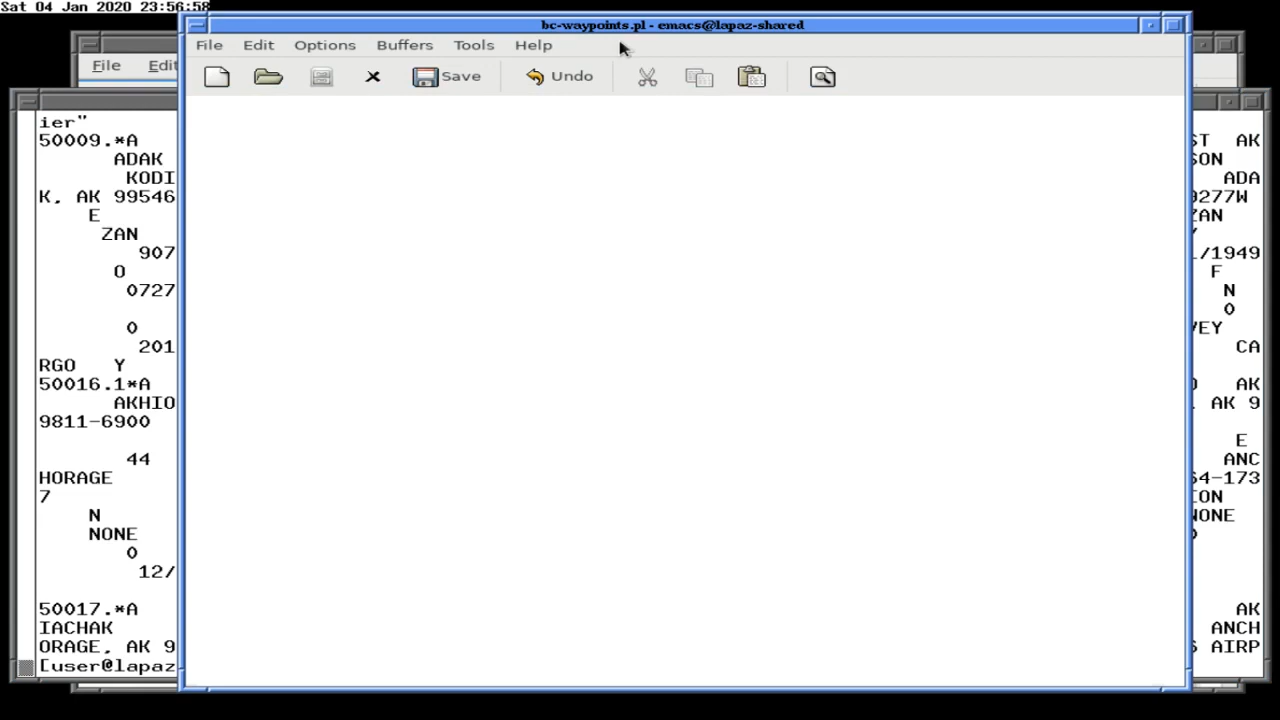 Sat 04 Jan 2020 23:56:58
bc-waypoints.pl - emacs@lapaz-shared
File Edit Options Buffers Tools Help
Save Undo
File Edit
ier"
50009.*A ST AK
ADAK SON
KODI ADA
K, AK 99546 0277W
E ZAN
ZAN
907 1/1949
O F
0727 N
0
0 VEY
201 CA
RGO Y
50016.1*A AK
AKHIO AK 9
9811-6900
E
44 ANC
HORAGE 64-173
7 ION
N NONE
NONE
0
12/
50017.*A AK
IACHAK ANCH
ORAGE, AK 9 S AIRP
[user@lapaz